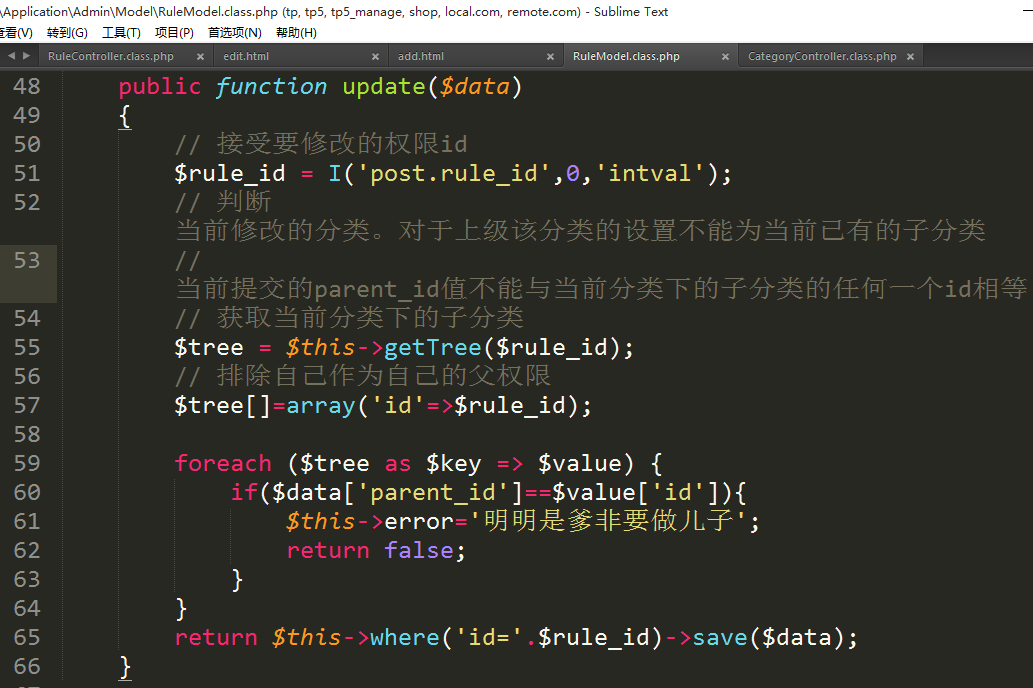 \Application\Admin\Model\RuleModel.class.php (tp, tp5, tp5_manage, shop, local.com, remote.com) - Sublime Text
查看(V) 转到(G) 工具(T) 项目(P) 首选项(N) 帮助(H)
RuleController.class.php × edit.html × add.html × RuleModel.class.php × CategoryController.class.php ×
48 public function update($data)
49 {
50 // 接受要修改的权限id
51 $rule_id = I('post.rule_id',0,'intval');
52 // 判断
当前修改的分类。对于上级该分类的设置不能为当前已有的子分类
53 //
当前提交的parent_id值不能与当前分类下的子分类的任何一个id相等
54 // 获取当前分类下的子分类
55 $tree = $this->getTree($rule_id);
56 // 排除自己作为自己的父权限
57 $tree[]=array('id'=>$rule_id);
58
59 foreach ($tree as $key => $value) {
60 if($data['parent_id']==$value['id']){
61 $this->error='明明是爹非要做儿子';
62 return false;
63 }
64 }
65 return $this->where('id='.$rule_id)->save($data);
66 }